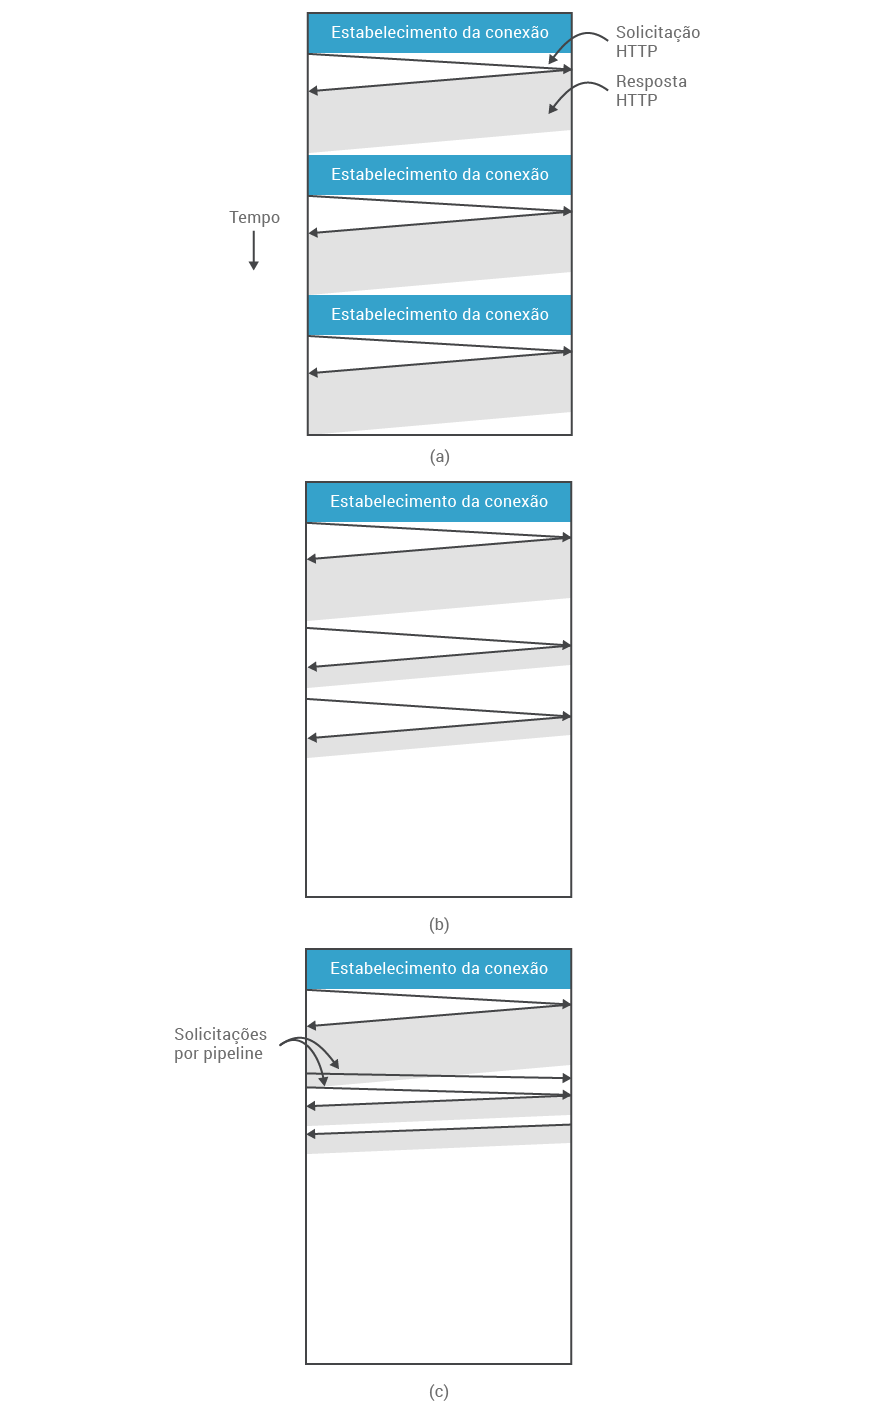 Estabelecimento da conexão
Solicitação
HTTP
Resposta
HTTP
Estabelecimento da conexão
Tempo
Estabelecimento da conexão
(a)
Estabelecimento da conexão
(b)
Estabelecimento da conexão
Solicitações
por pipeline
(c)